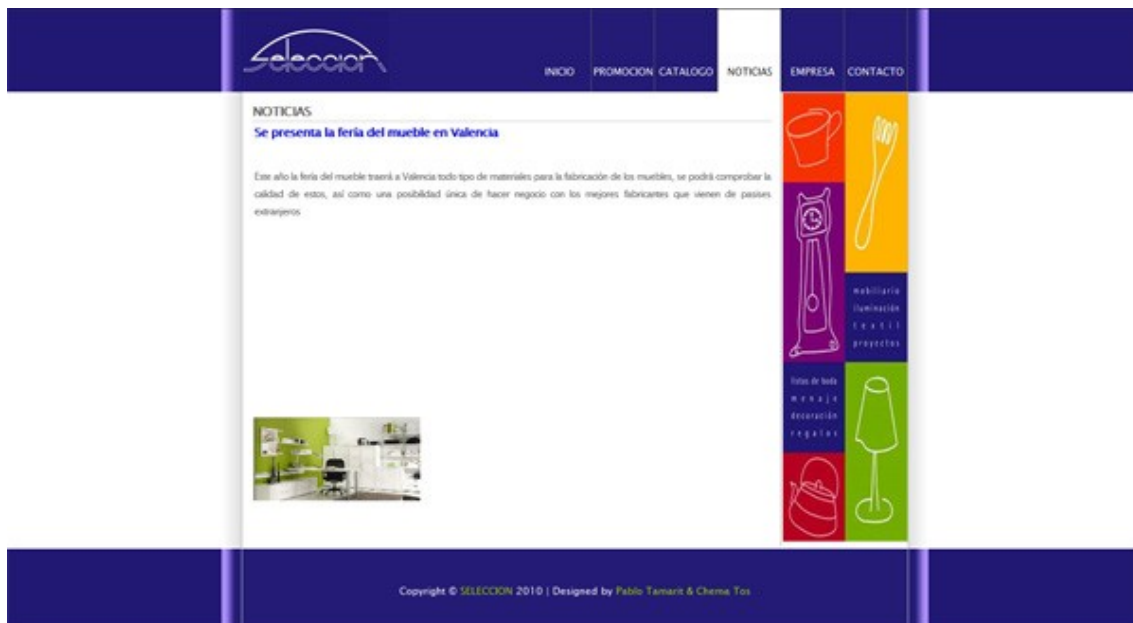 Seleccion
INICIO PROMOCION CATALOGO NOTICIAS EMPRESA CONTACTO
NOTICIAS
Se presenta la fería del mueble en Valencia
Este año la fería del mueble traerá a Valencia todo tipo de materiales para la fabricación de los muebles, se podrá comprobar la
calidad de estos, así como una posibilidad única de hacer negocio con los mejores fabricantes que vienen de paises
extranjeros
mobiliario
iluminación
textil
proyectos
listas de boda
menaje
decoración
regalos
Copyright © SELECCION 2010 | Designed by Pablo Tamarit & Chema Tos